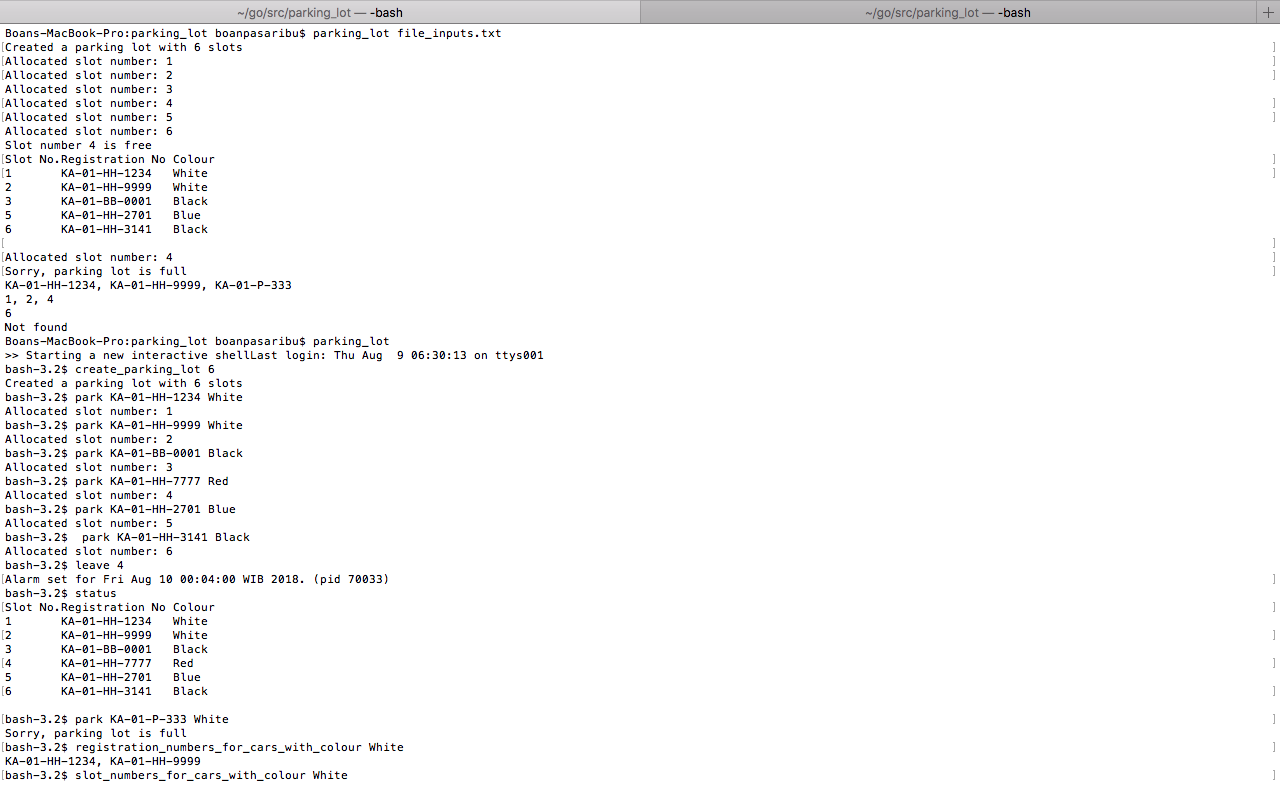 ~/go/src/parking_lot — -bash
~/go/src/parking_lot — -bash
+
Boans-MacBook-Pro:parking_lot boanpasaribu$ parking_lot file_inputs.txt
[Created a parking lot with 6 slots ]
[Allocated slot number: 1 ]
[Allocated slot number: 2 ]
Allocated slot number: 3
[Allocated slot number: 4 ]
[Allocated slot number: 5 ]
Allocated slot number: 6
Slot number 4 is free
[Slot No.Registration No Colour ]
[1       KA-01-HH-1234   White ]
2       KA-01-HH-9999   White
3       KA-01-BB-0001   Black
5       KA-01-HH-2701   Blue
6       KA-01-HH-3141   Black
[ ]
[Allocated slot number: 4 ]
[Sorry, parking lot is full ]
KA-01-HH-1234, KA-01-HH-9999, KA-01-P-333
1, 2, 4
6
Not found
Boans-MacBook-Pro:parking_lot boanpasaribu$ parking_lot
>> Starting a new interactive shellLast login: Thu Aug  9 06:30:13 on ttys001
bash-3.2$ create_parking_lot 6
Created a parking lot with 6 slots
bash-3.2$ park KA-01-HH-1234 White
Allocated slot number: 1
bash-3.2$ park KA-01-HH-9999 White
Allocated slot number: 2
bash-3.2$ park KA-01-BB-0001 Black
Allocated slot number: 3
bash-3.2$ park KA-01-HH-7777 Red
Allocated slot number: 4
bash-3.2$ park KA-01-HH-2701 Blue
Allocated slot number: 5
bash-3.2$  park KA-01-HH-3141 Black
Allocated slot number: 6
bash-3.2$ leave 4
[Alarm set for Fri Aug 10 00:04:00 WIB 2018. (pid 70033) ]
bash-3.2$ status
[Slot No.Registration No Colour ]
1       KA-01-HH-1234   White
[2       KA-01-HH-9999   White ]
3       KA-01-BB-0001   Black
[4       KA-01-HH-7777   Red ]
5       KA-01-HH-2701   Blue
[6       KA-01-HH-3141   Black ]
[bash-3.2$ park KA-01-P-333 White ]
Sorry, parking lot is full
[bash-3.2$ registration_numbers_for_cars_with_colour White ]
KA-01-HH-1234, KA-01-HH-9999
[bash-3.2$ slot_numbers_for_cars_with_colour White ]